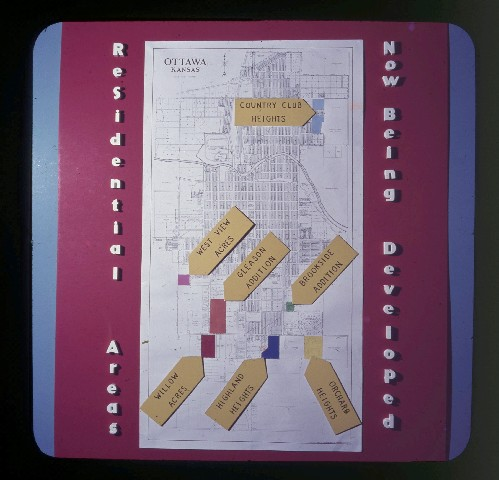 ReSidential Areas
Now Being Developed
OTTAWA
KANSAS
COUNTRY CLUB
HEIGHTS
WEST VIEW
ACRES
GLEASON
ADDITION
BROOKSIDE
ADDITION
WILLOW
ACRES
HIGHLAND
HEIGHTS
ORCHARD
HEIGHTS